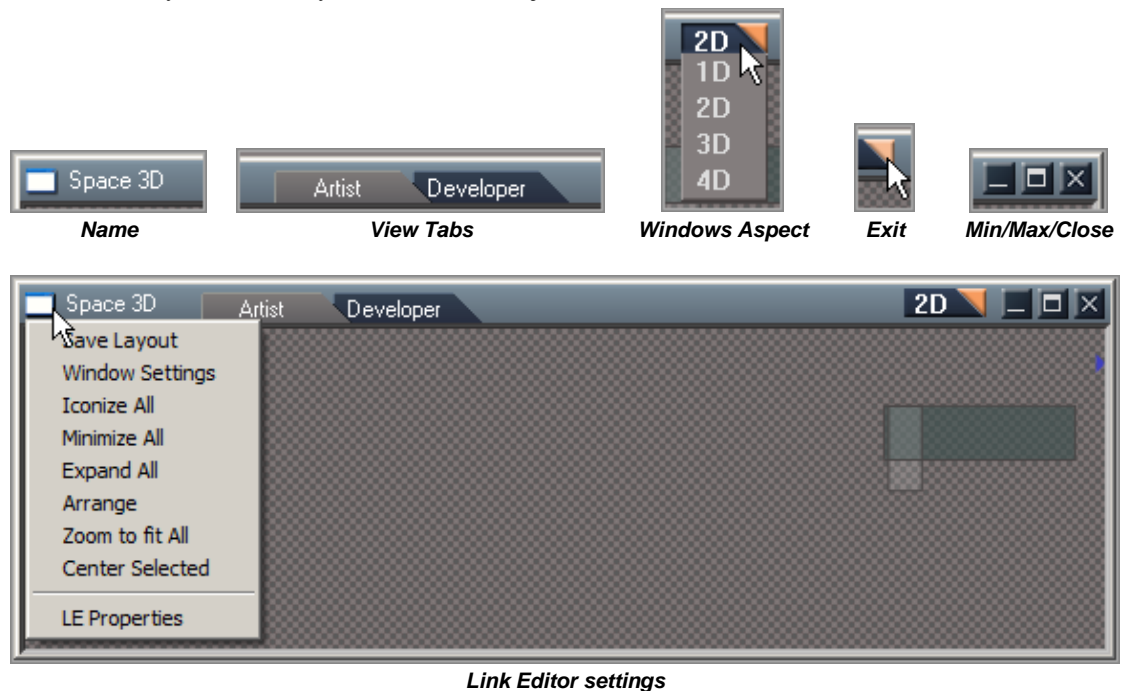 2D
1D
2D
3D
4D
Space 3D
Artist Developer
Name View Tabs Windows Aspect Exit Min/Max/Close
Space 3D Artist Developer 2D
Save Layout
Window Settings
Iconize All
Minimize All
Expand All
Arrange
Zoom to fit All
Center Selected
LE Properties
Link Editor settings